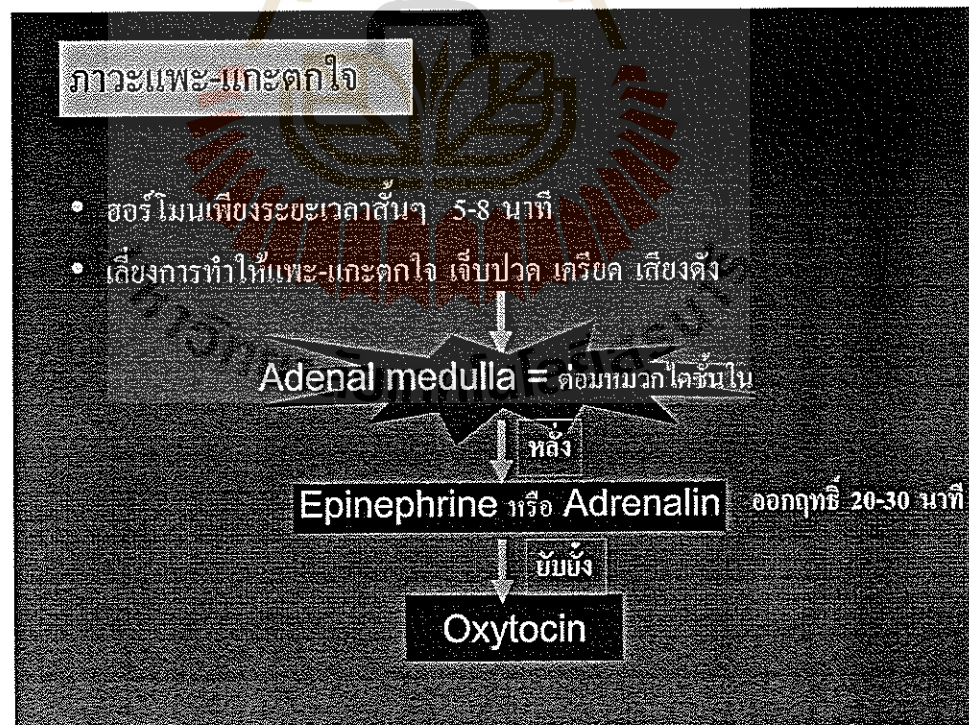 ภาวะแพะ-แกะตกใจ
• ฮอร์โมนเพียงระยะเวลาสั้นๆ 5-8 นาที
• เลี่ยงการทำให้แพะ-แกะตกใจ เจ็บปวด เครียด เสียงดัง
Adenal medulla = ต่อมหมวกไตชั้นใน
หลั่ง
Epinephrine หรือ Adrenalin ออกฤทธิ์ 20-30 นาที
ยับยั้ง
Oxytocin